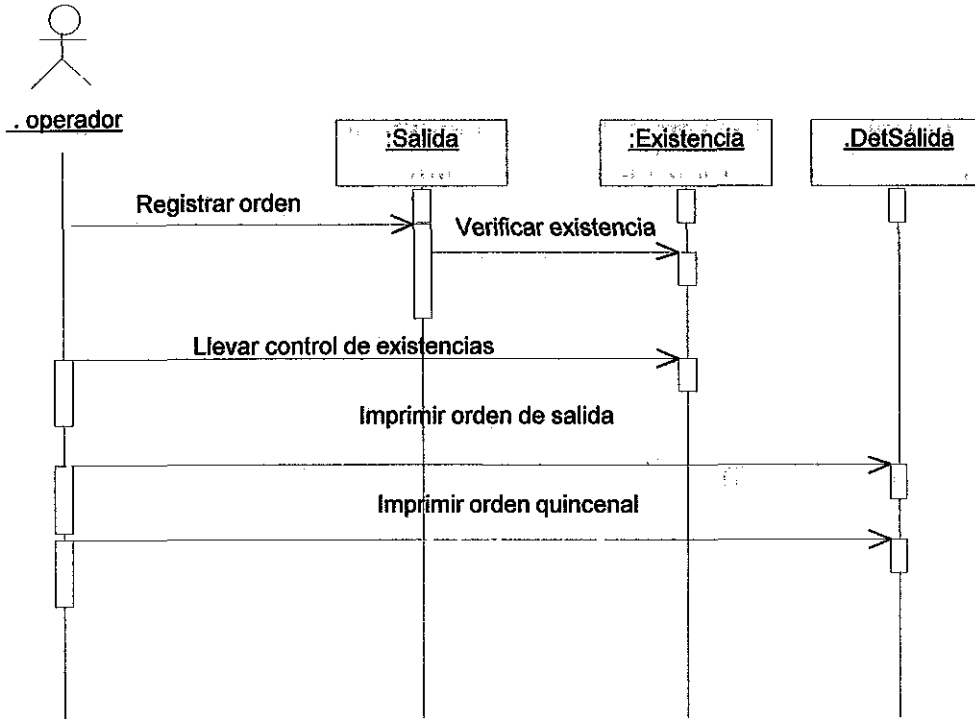 . operador
:Salida
:Existencia
.DetSalida
Registrar orden
Verificar existencia
Llevar control de existencias
Imprimir orden de salida
Imprimir orden quincenal